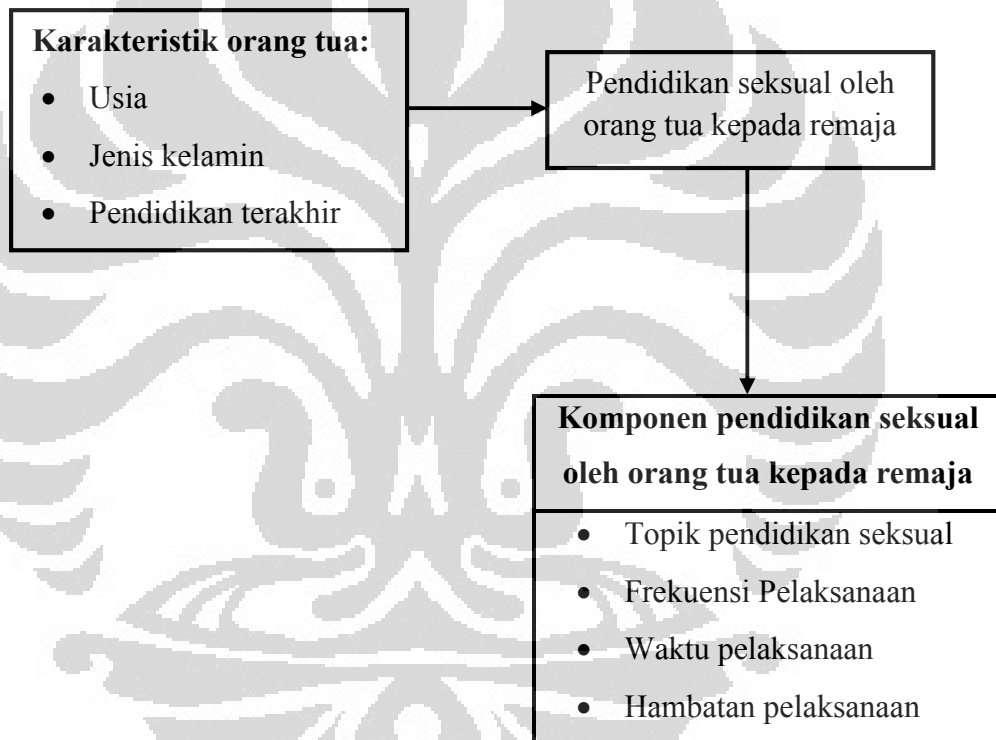 Karakteristik orang tua:
• Usia
• Jenis kelamin
• Pendidikan terakhir
Pendidikan seksual oleh
orang tua kepada remaja
Komponen pendidikan seksual
oleh orang tua kepada remaja
• Topik pendidikan seksual
• Frekuensi Pelaksanaan
• Waktu pelaksanaan
• Hambatan pelaksanaan